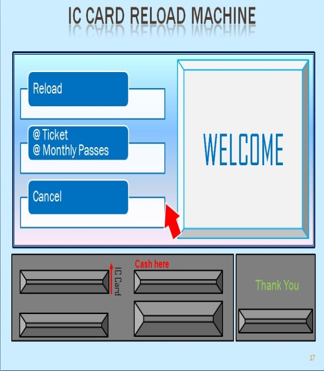 IC CARD RELOAD MACHINE
Reload
@ Ticket
@ Monthly Passes
Cancel
WELCOME
Cash here
IC Card
Thank You
17